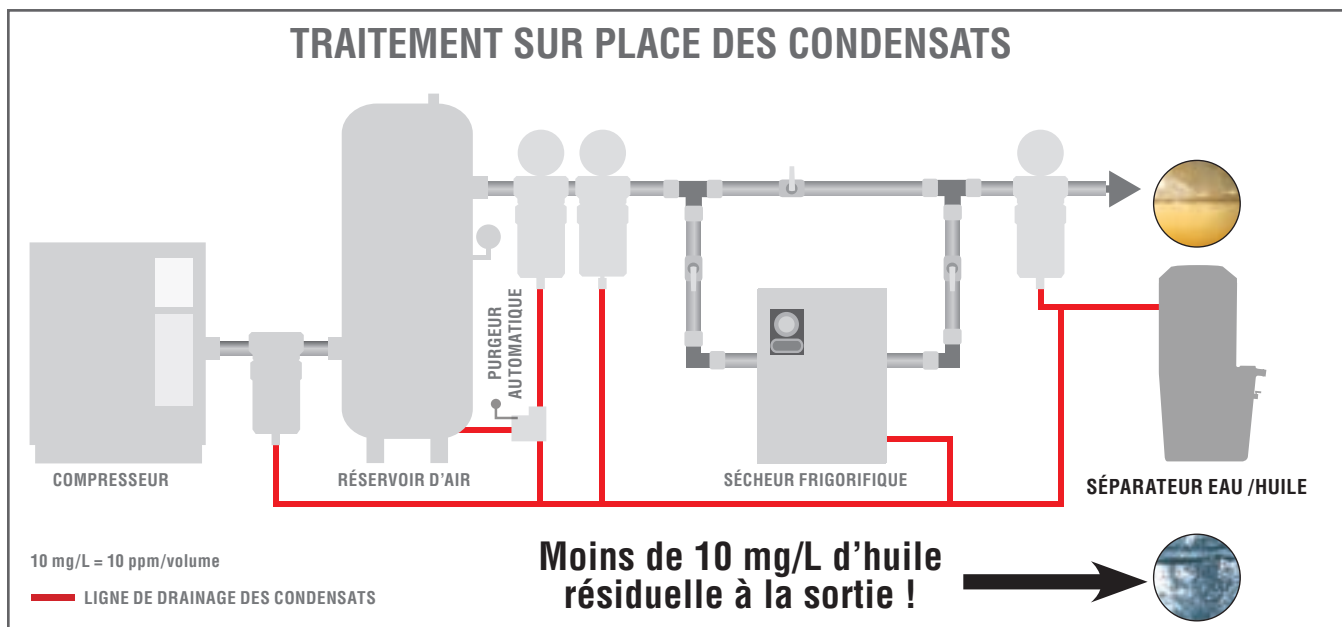 TRAITEMENT SUR PLACE DES CONDENSATS
PURGEUR
AUTOMATIQUE
COMPRESSEUR
RÉSERVOIR D'AIR
SÉCHEUR FRIGORIFIQUE
SÉPARATEUR EAU /HUILE
10 mg/L = 10 ppm/volume
LIGNE DE DRAINAGE DES CONDENSATS
Moins de 10 mg/L d'huile
résiduelle à la sortie !